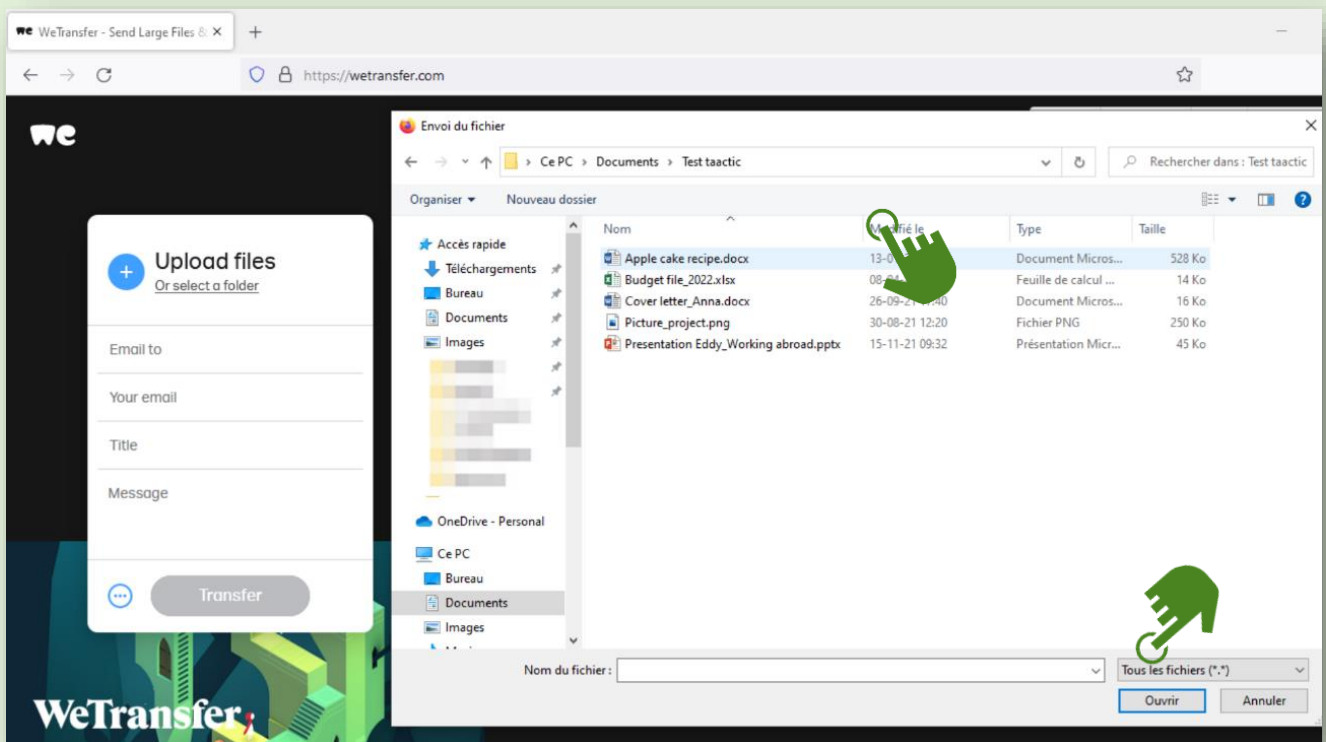 we WeTransfer - Send Large Files &
https://wetransfer.com
we
Upload files
Or select a folder
Email to
Your email
Title
Message
Transfer
WeTransfer
Envoi du fichier
Ce PC > Documents > Test taactic
Rechercher dans : Test taactic
Organiser Nouveau dossier
Accès rapide
Téléchargements
Bureau
Documents
Images
OneDrive - Personal
Ce PC
Bureau
Documents
Images
Nom Type Taille
Apple cake recipe.docx Document Micros... 528 Ko
Budget file_2022.xlsx Feuille de calcul ... 14 Ko
Cover letter_Anna.docx 26-09-21 Document Micros... 16 Ko
Picture_project.png 30-08-21 12:20 Fichier PNG 250 Ko
Presentation Eddy_Working abroad.pptx 15-11-21 09:32 Présentation Micr... 45 Ko
Nom du fichier :
Tous les fichiers (*.*)
Ouvrir Annuler